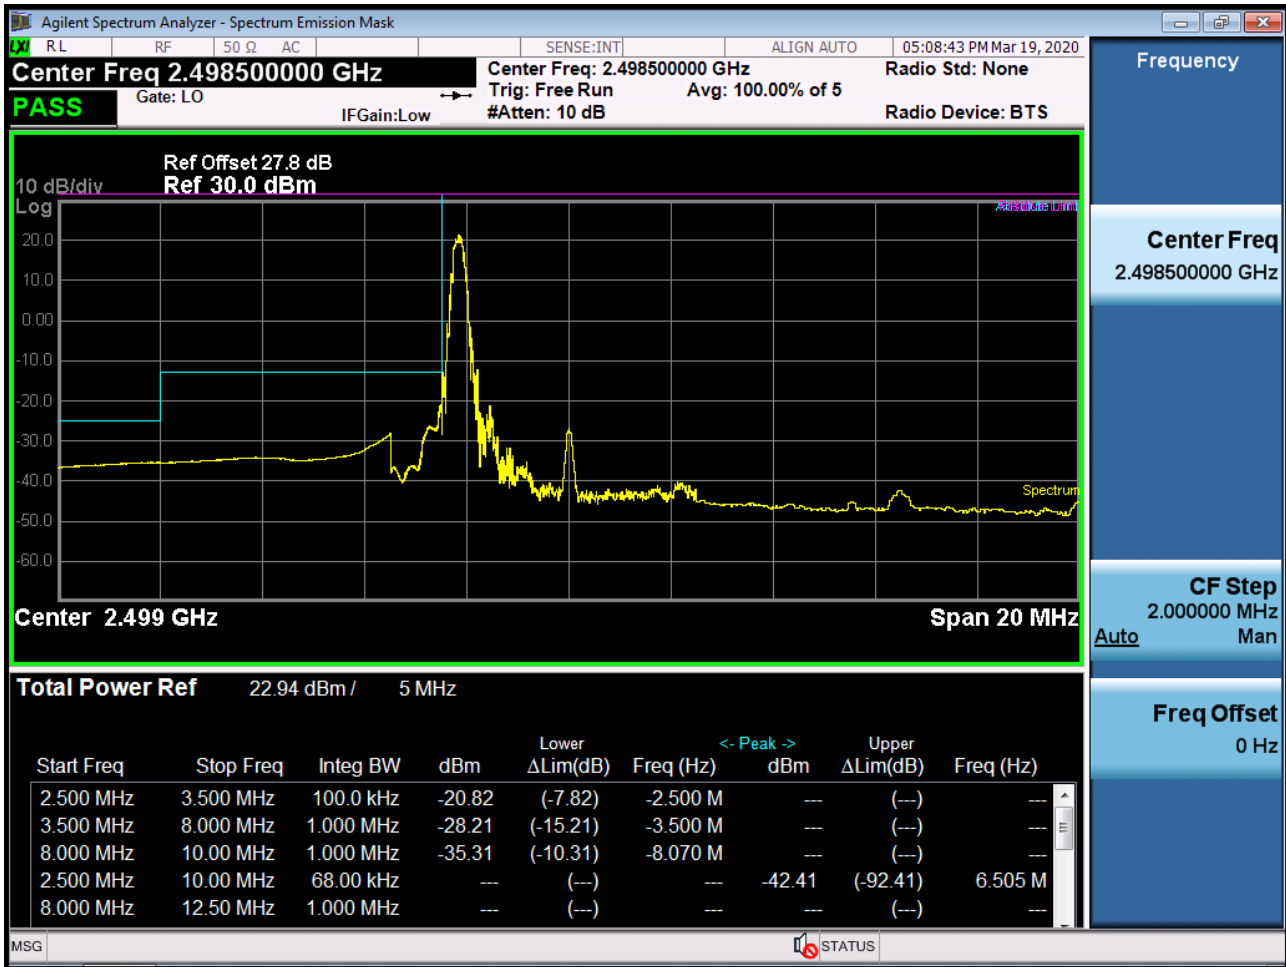 Agilent Spectrum Analyzer - Spectrum Emission Mask
LXI RL RF 50 Ω AC SENSE:INT ALIGN AUTO 05:08:43 PM Mar 19, 2020
Center Freq 2.498500000 GHz
Center Freq: 2.498500000 GHz Radio Std: None
PASS Gate: LO Trig: Free Run Avg: 100.00% of 5
IFGain:Low #Atten: 10 dB Radio Device: BTS
Ref Offset 27.8 dB
10 dB/div Ref 30.0 dBm
Log
Absolute Limit
20.0
10.0
0.00
-10.0
-20.0
-30.0
-40.0
Spectrum
-50.0
-60.0
Center 2.499 GHz Span 20 MHz
Total Power Ref 22.94 dBm / 5 MHz
Lower <- Peak -> Upper
Start Freq Stop Freq Integ BW dBm ΔLim(dB) Freq (Hz) dBm ΔLim(dB) Freq (Hz)
2.500 MHz 3.500 MHz 100.0 kHz -20.82 (-7.82) -2.500 M --- (---) ---
3.500 MHz 8.000 MHz 1.000 MHz -28.21 (-15.21) -3.500 M --- (---) ---
8.000 MHz 10.00 MHz 1.000 MHz -35.31 (-10.31) -8.070 M --- (---) ---
2.500 MHz 10.00 MHz 68.00 kHz --- (---) --- -42.41 (-92.41) 6.505 M
8.000 MHz 12.50 MHz 1.000 MHz --- (---) --- --- (---) ---
MSG STATUS
Frequency
Center Freq
2.498500000 GHz
CF Step
2.000000 MHz
Auto Man
Freq Offset
0 Hz